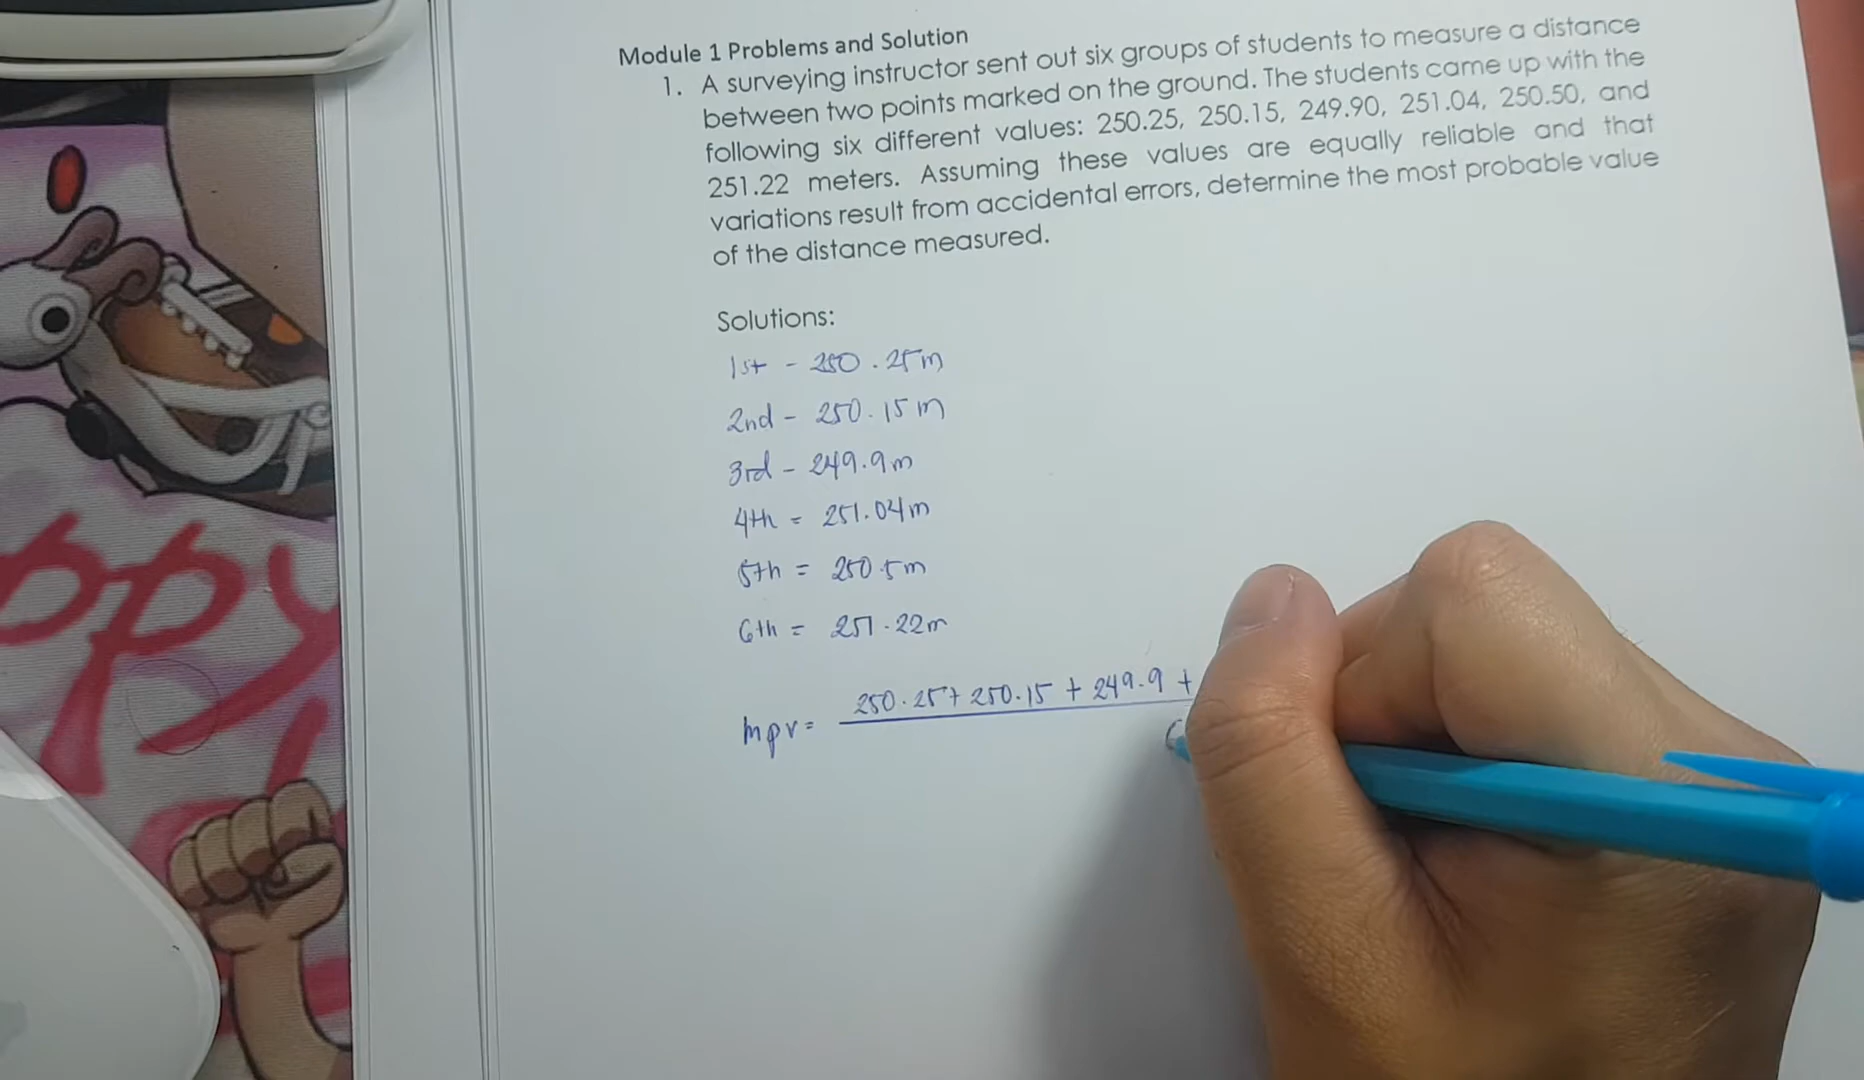 Module 1 Problems and Solution
1. A surveying instructor sent out six groups of students to measure a distance
between two points marked on the ground. The students came up with the
following six different values: 250.25, 250.15, 249.90, 251.04, 250.50, and
251.22 meters. Assuming these values are equally reliable and that
variations result from accidental errors, determine the most probable value
of the distance measured.
Solutions:
1st - 250.25m
2nd - 250.15m
3rd - 249.9m
4th = 251.04m
5th = 250.5m
6th = 251.22m
250.25 + 250.15 + 249.9 +
mpv =
ppy